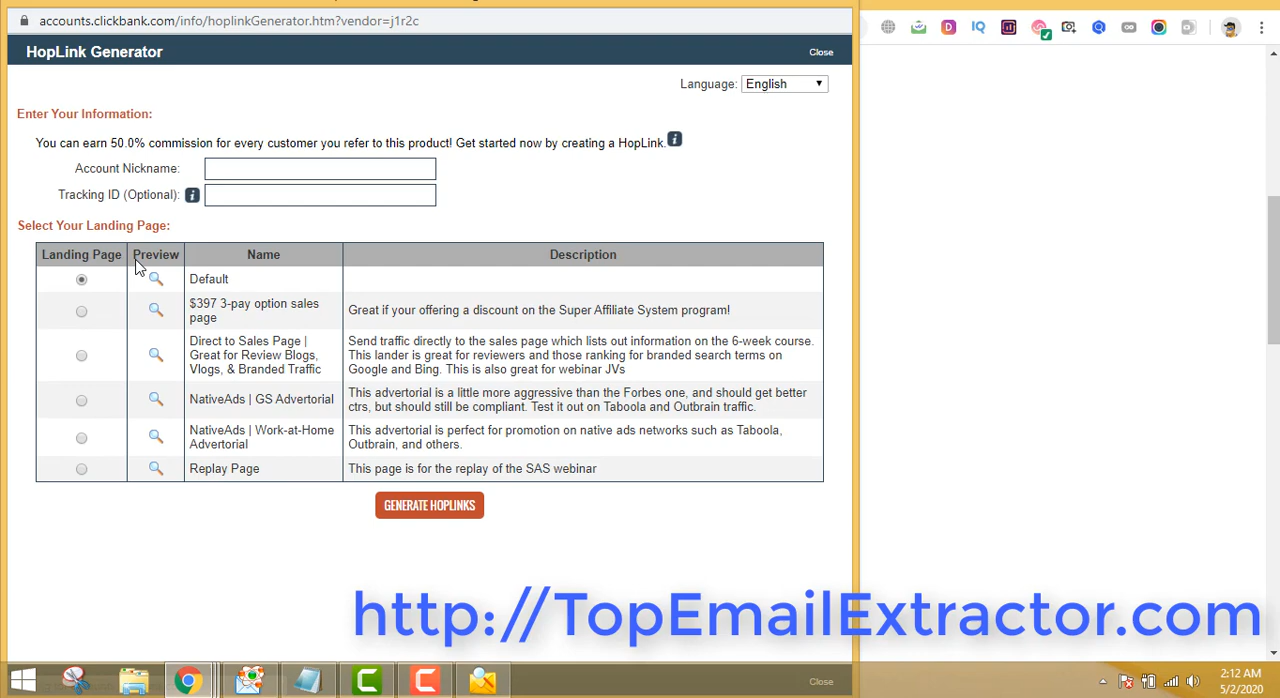 accounts.clickbank.com/info/hoplinkGenerator.htm?vendor=j1r2c
HopLink Generator
Close
Language: English
Enter Your Information:
You can earn 50.0% commission for every customer you refer to this product! Get started now by creating a HopLink.
Account Nickname:
Tracking ID (Optional):
Select Your Landing Page:
Landing Page Preview Name Description
Default
$397 3-pay option sales
page
Great if your offering a discount on the Super Affiliate System program!
Direct to Sales Page |
Great for Review Blogs,
Vlogs, & Branded Traffic
Send traffic directly to the sales page which lists out information on the 6-week course.
This lander is great for reviewers and those ranking for branded search terms on
Google and Bing. This is also great for webinar JVs
NativeAds | GS Advertorial
This advertorial is a little more aggressive than the Forbes one, and should get better
ctrs, but should still be compliant. Test it out on Taboola and Outbrain traffic.
NativeAds | Work-at-Home
Advertorial
This advertorial is perfect for promotion on native ads networks such as Taboola,
Outbrain, and others.
Replay Page
This page is for the replay of the SAS webinar
GENERATE HOPLINKS
http://TopEmailExtractor.com
Close
2:12 AM
5/2/2020